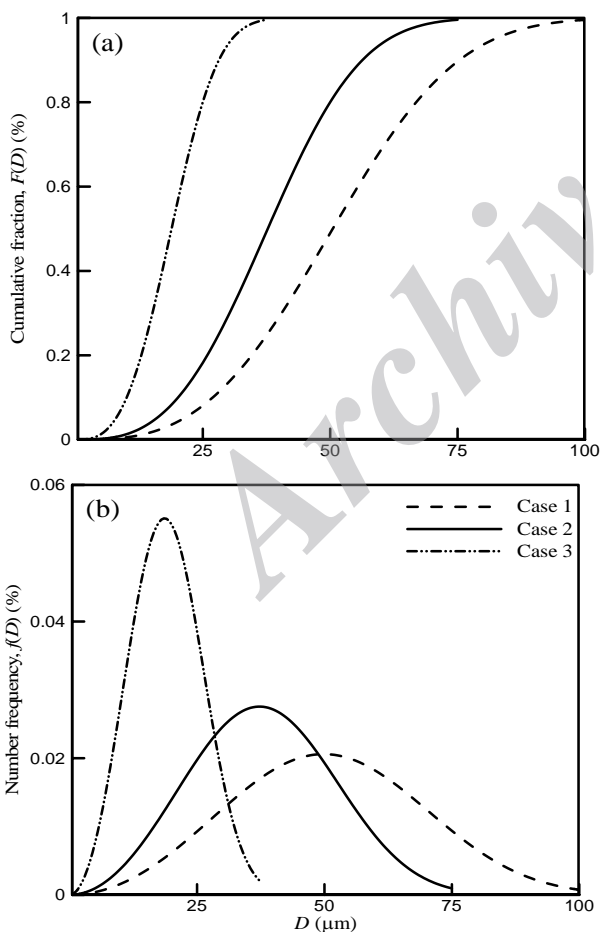 (a)
1
0.8
0.6
0.4
0.2
0
Cumulative fraction, F(D) (%)
25
50
75
100
Archiv
(b)
0.06
0.04
0.02
0
Number frequency, f(D) (%)
Case 1
Case 2
Case 3
25
50
75
100
D (μm)